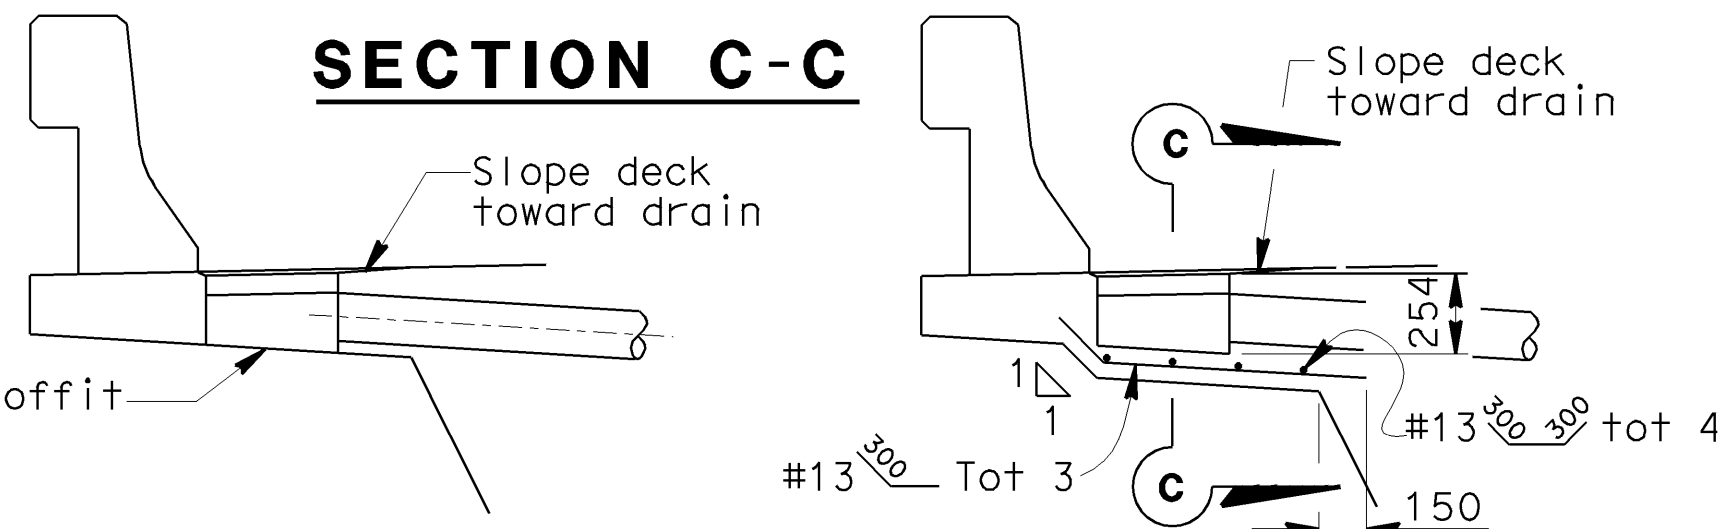 SECTION C-C
Slope deck
toward drain
offit
Slope deck
toward drain
C
254
1
1
#13 300 300 tot 4
#13 300 Tot 3
C
150